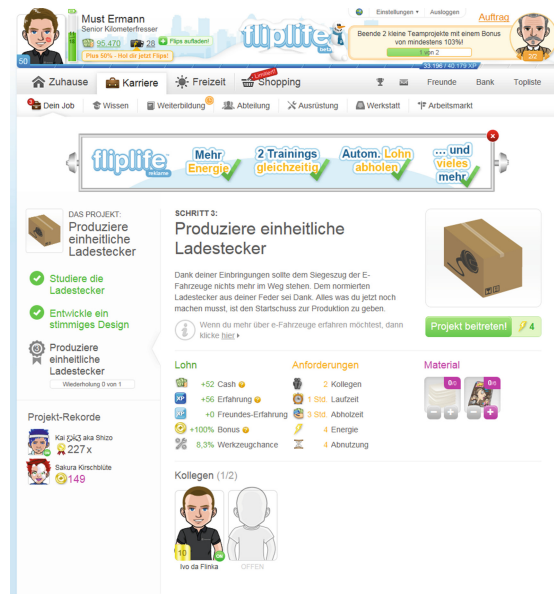 Must Ermann
Senior Kilometerfresser
95.470 28 Flips aufladen!
Plus 50% - Hol dir jetzt Flips!
50
fliplife
beta
Einstellungen Ausloggen
Auftrag
Beende 2 kleine Teamprojekte mit einem Bonus
von mindestens 103%!
1 von 2
2/2
33.196 / 40.179 XP
Zuhause Karriere Freizeit Shopping Freunde Bank Topliste
Limitiert!
Dein Job Wissen Weiterbildung Abteilung Ausrüstung Werkstatt Arbeitsmarkt
fliplife
reklame
Mehr
Energie
2 Trainings
gleichzeitig
Autom. Lohn
abholen
... und
vieles
mehr
x
DAS PROJEKT:
Produziere
einheitliche
Ladestecker
Studiere die
Ladestecker
Entwickle ein
stimmiges Design
Produziere
einheitliche
Ladestecker
Wiederholung 0 von 1
Projekt-Rekorde
227x
Sakura Kirschblüte
149
SCHRITT 3:
Produziere einheitliche
Ladestecker
Dank deiner Einbringungen sollte dem Siegeszug der E-
Fahrzeuge nichts mehr im Weg stehen. Dem normierten
Ladestecker aus deiner Feder sei Dank. Alles was du jetzt noch
machen musst, ist den Startschuss zur Produktion zu geben.
Wenn du mehr über e-Fahrzeuge erfahren möchtest, dann
klicke hier
Projekt beitreten! 4
Lohn
+52 Cash
XP +56 Erfahrung
XP +0 Freundes-Erfahrung
+100% Bonus
8,3% Werkzeugchance
Anforderungen
2 Kollegen
1 Std. Laufzeit
3 Std. Abholzeit
4 Energie
4 Abnutzung
Material
Kollegen (1/2)
10
Ivo da Flinka OFFEN